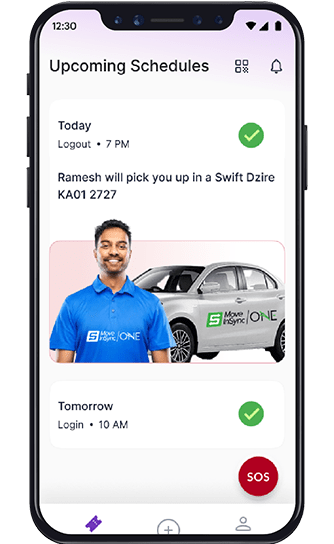 12:30
Upcoming Schedules
Today
Logout • 7 PM
Ramesh will pick you up in a Swift Dzire
KA01 2727
Move
InSync ONE
Move
InSync ONE
Tomorrow
Login • 10 AM
SOS